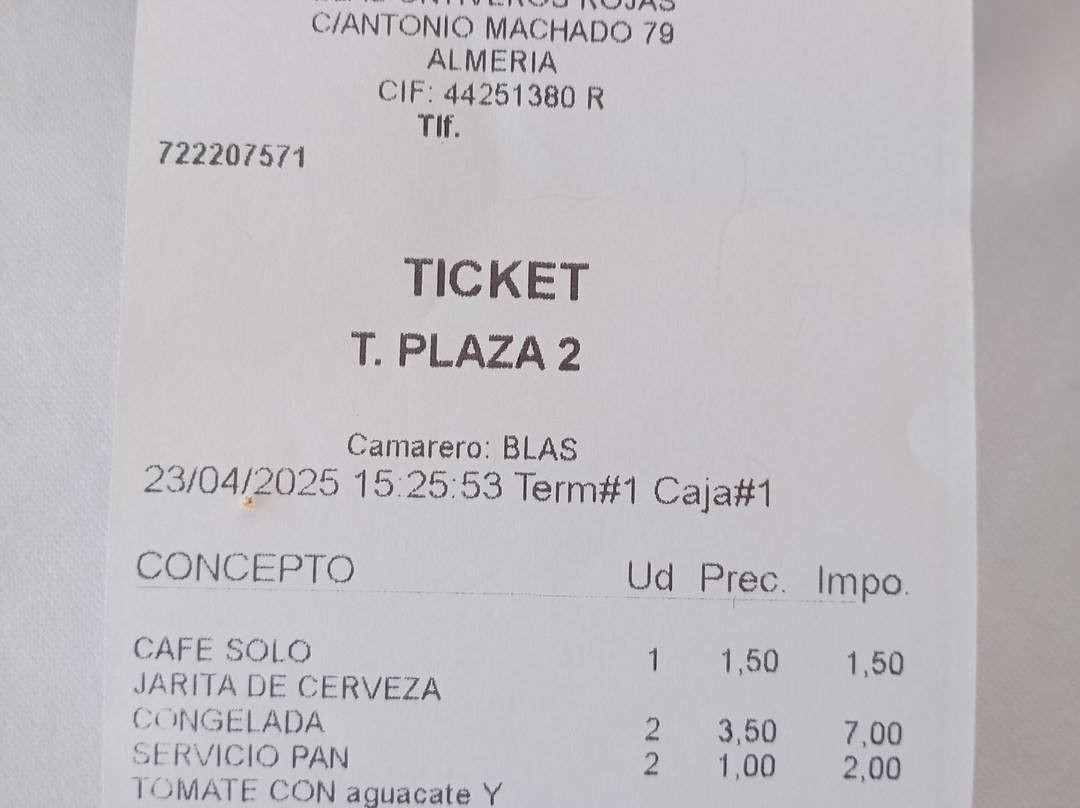 ROJAS
C/ANTONIO MACHADO 79
ALMERIA
CIF: 44251380 R
Tlf.
722207571
TICKET
T. PLAZA 2
Camarero: BLAS
23/04/2025 15:25:53 Term#1 Caja#1
CONCEPTO Ud Prec. Impo.
CAFE SOLO 1 1,50 1,50
JARITA DE CERVEZA
CONGELADA 2 3,50 7,00
SERVICIO PAN 2 1,00 2,00
TOMATE CON aguacate Y